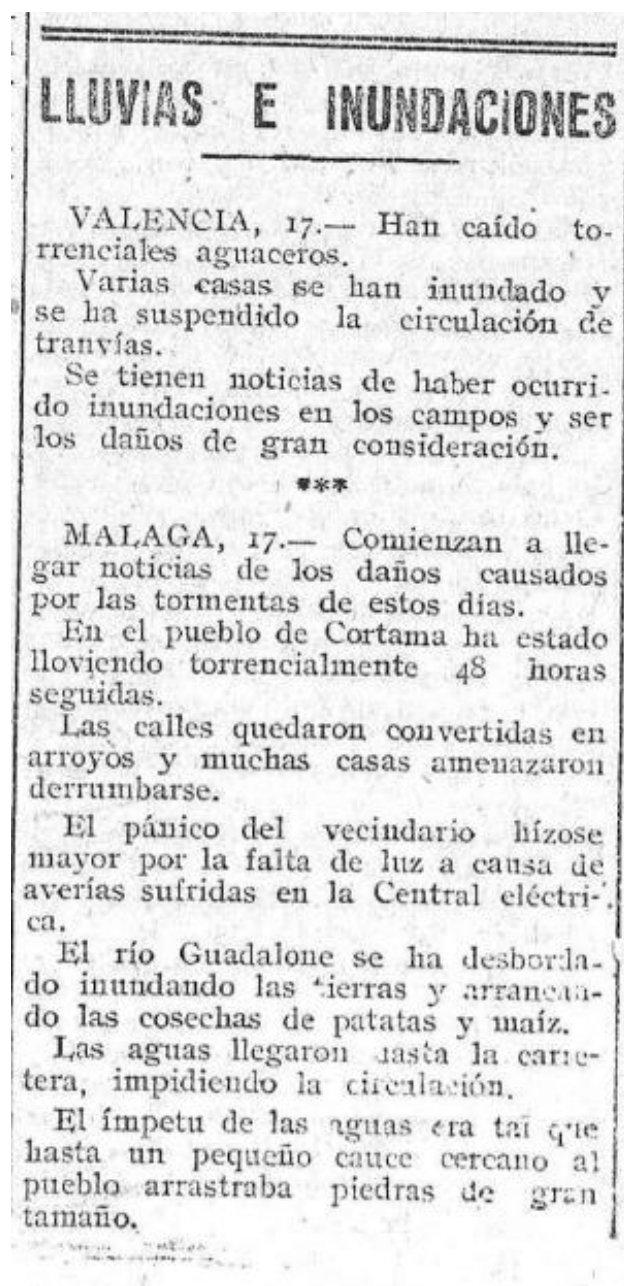 LLUVIAS E INUNDACIONES
VALENCIA, 17.— Han caído to-
rrenciales aguaceros.
Varias casas se han inundado y
se ha suspendido la circulación de
tranvías.
Se tienen noticias de haber ocurri-
do inundaciones en los campos y ser
los daños de gran consideración.
***
MALAGA, 17.— Comienzan a lle-
gar noticias de los daños causados
por las tormentas de estos días.
En el pueblo de Cortama ha estado
lloviendo torrencialmente 48 horas
seguidas.
Las calles quedaron convertidas en
arroyos y muchas casas amenazaron
derrumbarse.
El pánico del vecindario hízose
mayor por la falta de luz a causa de
averías sufridas en la Central eléctri-
ca.
El río Guadalone se ha desborda-
do inundando las tierras y arrancan-
do las cosechas de patatas y maíz.
Las aguas llegaron hasta la carre-
tera, impidiendo la circulación.
El ímpetu de las aguas era tal que
hasta un pequeño cauce cercano al
pueblo arrastraba piedras de gran
tamaño.